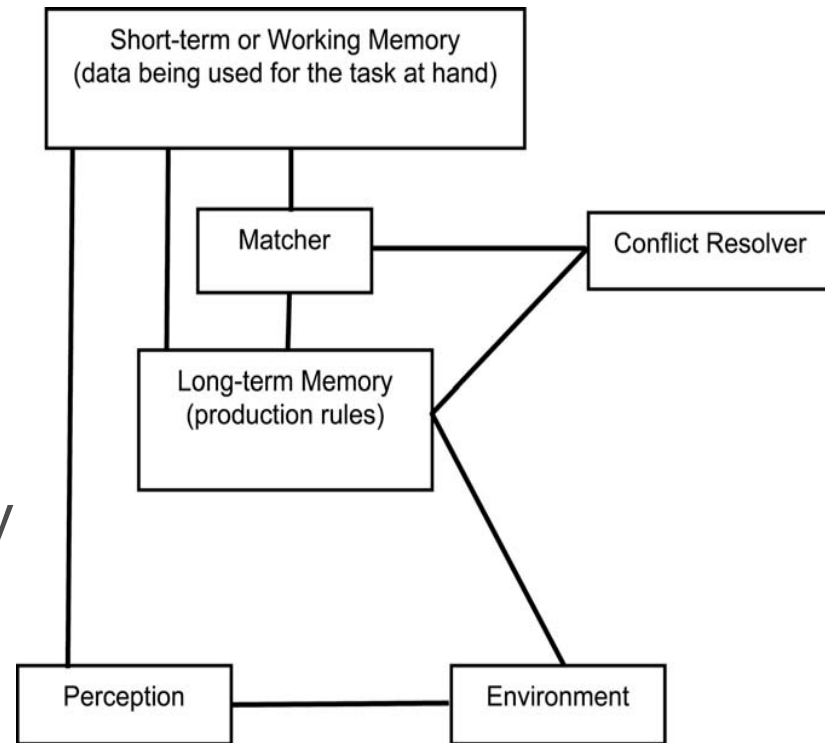 Short-term or Working Memory
(data being used for the task at hand)
Matcher
Conflict Resolver
Long-term Memory
(production rules)
y
Perception
Environment